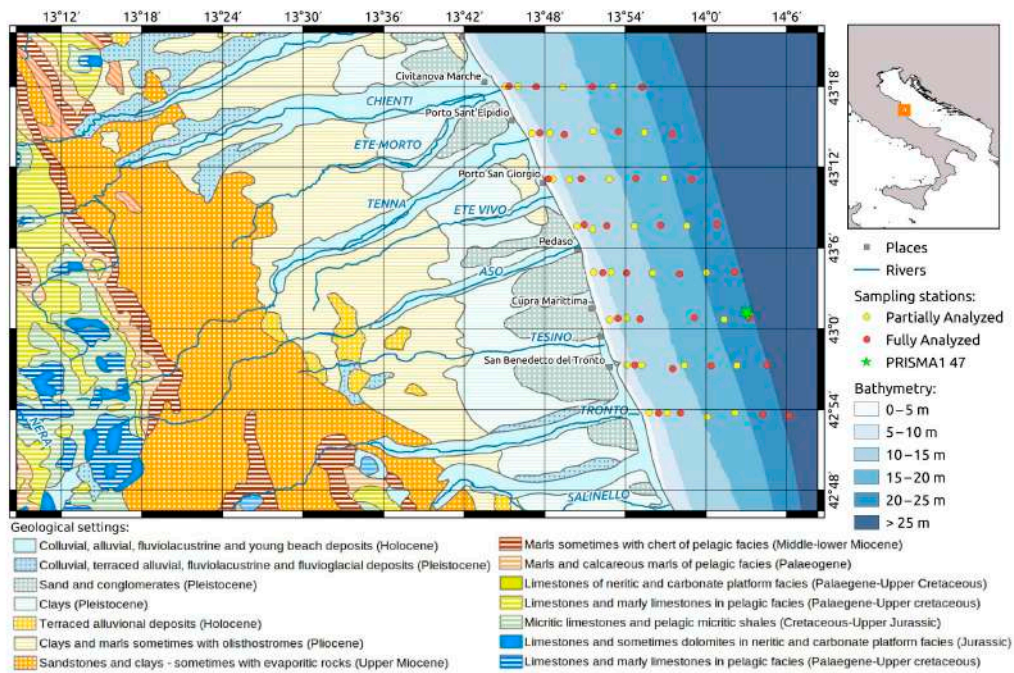 13°12' 13°18' 13°30' 13°36' 13°42' 13°48' 13°54' 14°0' 14°6'
Civitanova Marche
CHIENTI
Porto Sant'Elpidio
ETE MORTO
Porto San Giorgio
TENNA
ETE VIVO
Pedaso
ASO
Cupra Marittima
TESINO
San Benedetto del Tronto
TRONTO
NERA
SALINELLO
43°18'
43°12'
43°6'
43°0'
42°54'
42°48'
Places
Rivers
Sampling stations:
Partially Analyzed
Fully Analyzed
PRISMA1 47
Bathymetry:
0–5 m
5–10 m
10–15 m
15–20 m
20–25 m
> 25 m
Geological settings:
Colluvial, alluvial, fluviolacustrine and young beach deposits (Holocene)
Colluvial, terraced alluvial, fluviolacustrine and fluvioglacial deposits (Pleistocene)
Sand and conglomerates (Pleistocene)
Clays (Pleistocene)
Terraced alluvional deposits (Holocene)
Clays and marls sometimes with olisthostromes (Pliocene)
Sandstones and clays - sometimes with evaporitic rocks (Upper Miocene)
Marls sometimes with chert of pelagic facies (Middle-lower Miocene)
Marls and calcareous marls of pelagic facies (Palaeogene)
Limestones of neritic and carbonate platform facies (Palaegene-Upper Cretaceous)
Limestones and marly limestones in pelagic facies (Palaegene-Upper cretaceous)
Micritic limestones and pelagic micritic shales (Cretaceous-Upper Jurassic)
Limestones and sometimes dolomites in neritic and carbonate platform facies (Jurassic)
Limestones and marly limestones in pelagic facies (Palaegene-Upper cretaceous)